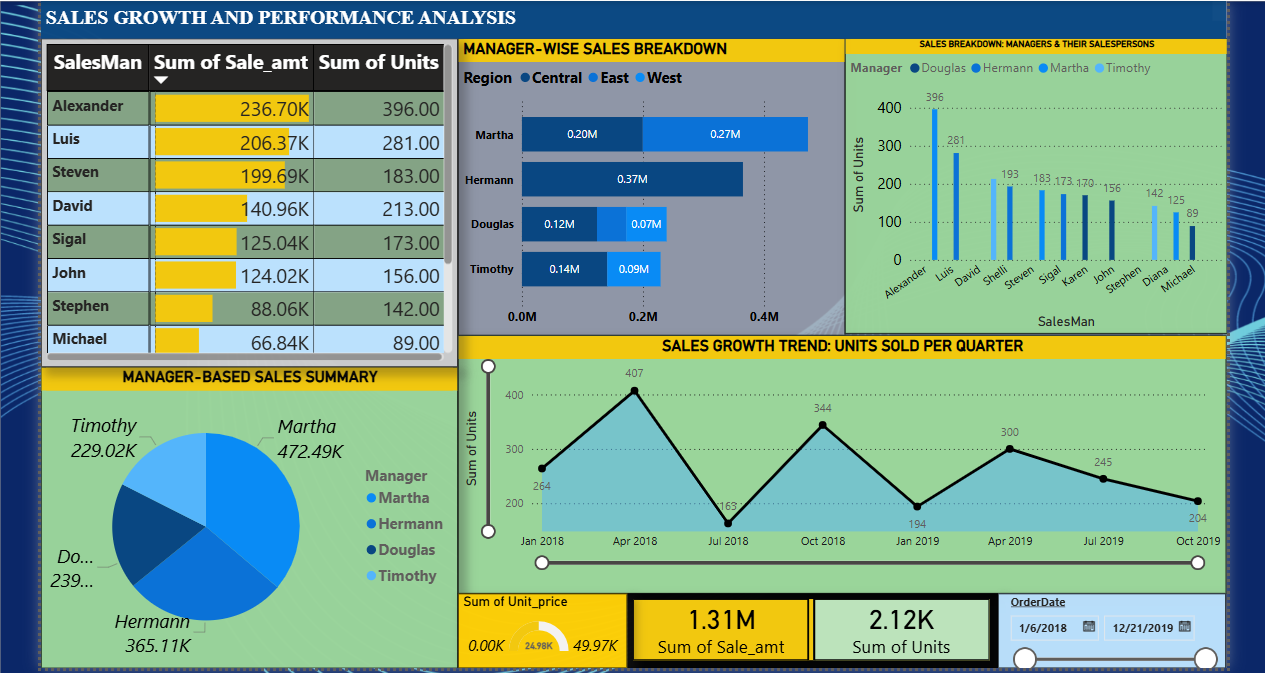 SALES GROWTH AND PERFORMANCE ANALYSIS
SalesMan Sum of Sale_amt Sum of Units
Alexander 236.70K 396.00
Luis 206.37K 281.00
Steven 199.69K 183.00
David 140.96K 213.00
Sigal 125.04K 173.00
John 124.02K 156.00
Stephen 88.06K 142.00
Michael 66.84K 89.00
MANAGER-WISE SALES BREAKDOWN
Region Central East West
Martha 0.20M 0.27M
Hermann 0.37M
Douglas 0.12M 0.07M
Timothy 0.14M 0.09M
0.0M 0.2M 0.4M
SALES BREAKDOWN: MANAGERS & THEIR SALESPERSONS
Manager Douglas Hermann Martha Timothy
Sum of Units
400
300
200
100
0
396 281 193 183 173 170 156 142 125 89
Alexander Luis David Shelli Steven Sigal Karen John Stephen Diana Michael
SalesMan
MANAGER-BASED SALES SUMMARY
Timothy
229.02K
Martha
472.49K
Do...
239...
Hermann
365.11K
Manager
Martha
Hermann
Douglas
Timothy
SALES GROWTH TREND: UNITS SOLD PER QUARTER
Sum of Units
400
300
200
264 407 163 344 194 300 245 204
Jan 2018 Apr 2018 Jul 2018 Oct 2018 Jan 2019 Apr 2019 Jul 2019 Oct 2019
Sum of Unit_price
0.00K 24.98K 49.97K
1.31M
Sum of Sale_amt
2.12K
Sum of Units
OrderDate
1/6/2018 12/21/2019